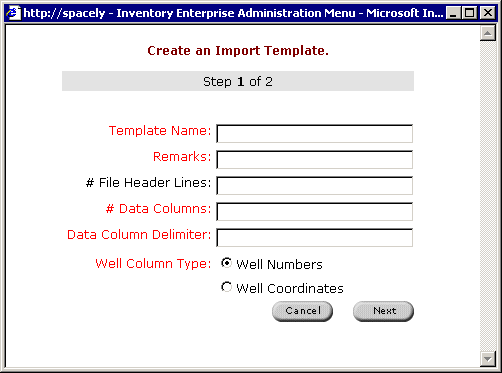 http://spacely - Inventory Enterprise Administration Menu - Microsoft In...
Create an Import Template.
Step 1 of 2
Template Name:
Remarks:
# File Header Lines:
# Data Columns:
Data Column Delimiter:
Well Column Type: Well Numbers
Well Coordinates
Cancel Next